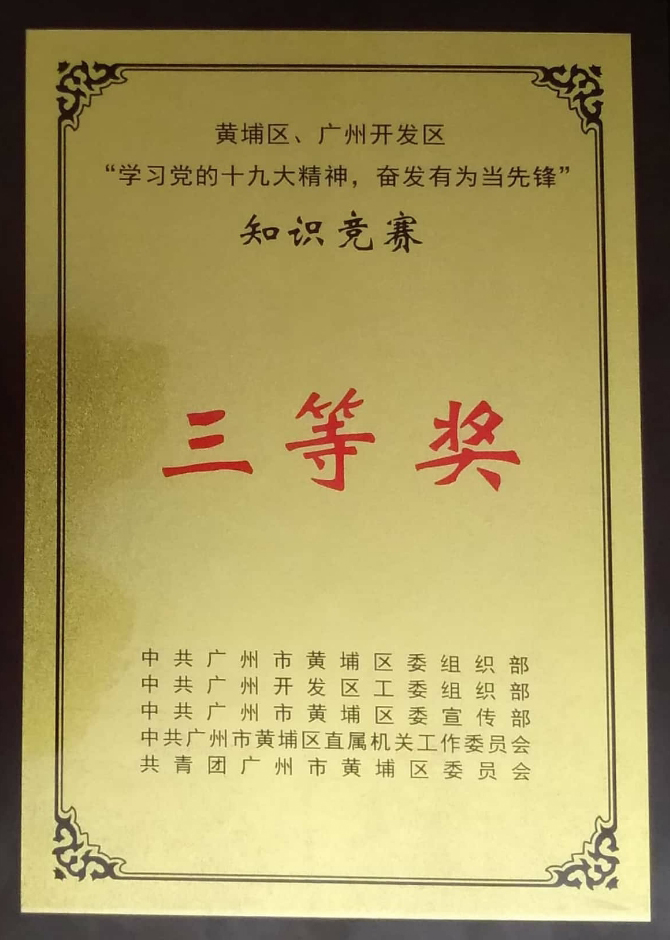 黄埔区、广州开发区
“学习党的十九大精神，奋发有为当先锋”
知识竞赛
三等奖
中共广州市黄埔区委组织部
中共广州开发区工委组织部
中共广州市黄埔区委宣传部
中共广州市黄埔区直属机关工作委员会
共青团广州市黄埔区委员会